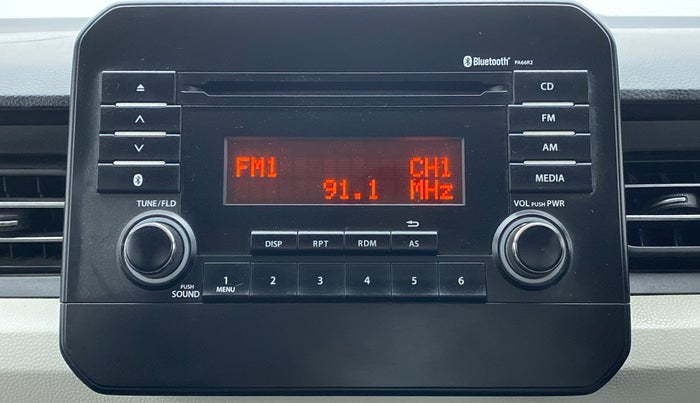 Bluetooth® PA66R2
CD
FM
AM
MEDIA
FM1 CH1
91.1 MHz
TUNE/FLD
VOL PUSH PWR
DISP RPT RDM AS
PUSH
SOUND
1 2 3 4 5 6
MENU